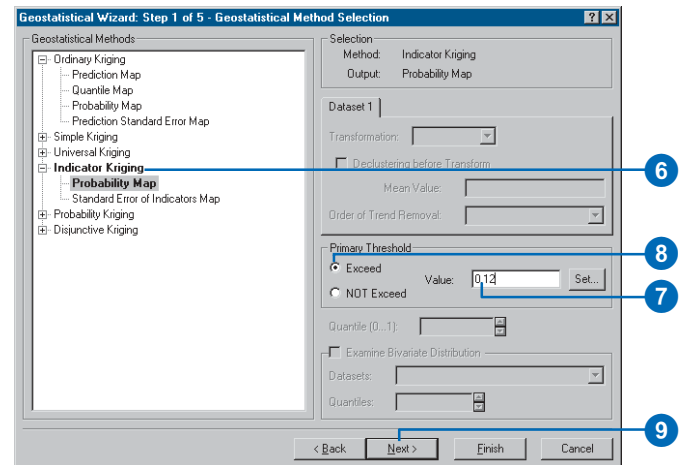 Geostatistical Wizard: Step 1 of 5 - Geostatistical Method Selection
Geostatistical Methods
Ordinary Kriging
Prediction Map
Quantile Map
Probability Map
Prediction Standard Error Map
Simple Kriging
Universal Kriging
Indicator Kriging
Probability Map
Standard Error of Indicators Map
Probability Kriging
Disjunctive Kriging
Selection
Method: Indicator Kriging
Output: Probability Map
Dataset 1
Transformation:
Declustering before Transform
Mean Value:
Order of Trend Removal:
6
Primary Threshold
8
Exceed
Value: 0.12 Set...
NOT Exceed
7
Quantile (0...1):
Examine Bivariate Distribution
Datasets:
Quantiles:
9
< Back Next > Finish Cancel